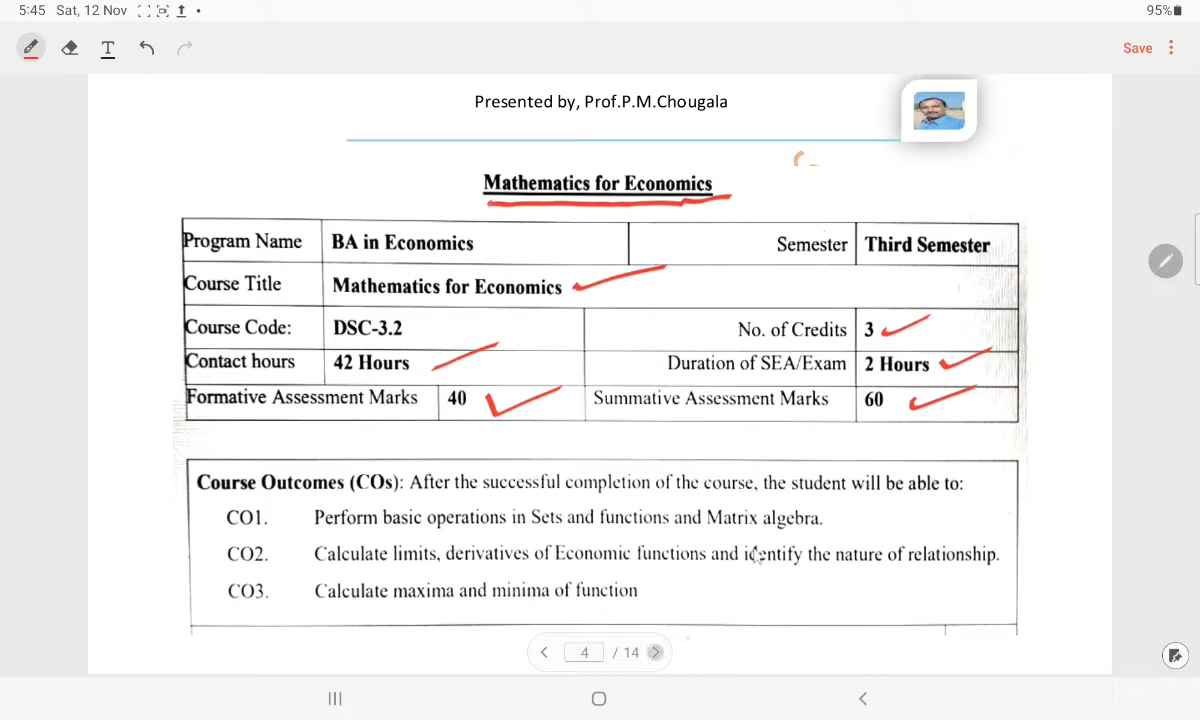 5:45 Sat, 12 Nov
95%
T
Save
Presented by, Prof.P.M.Chougala
Mathematics for Economics
Program Name BA in Economics Semester Third Semester
Course Title Mathematics for Economics
Course Code: DSC-3.2 No. of Credits 3
Contact hours 42 Hours Duration of SEA/Exam 2 Hours
Formative Assessment Marks 40 Summative Assessment Marks 60
Course Outcomes (COs): After the successful completion of the course, the student will be able to:
CO1. Perform basic operations in Sets and functions and Matrix algebra.
CO2. Calculate limits, derivatives of Economic functions and identify the nature of relationship.
CO3. Calculate maxima and minima of function
4 / 14